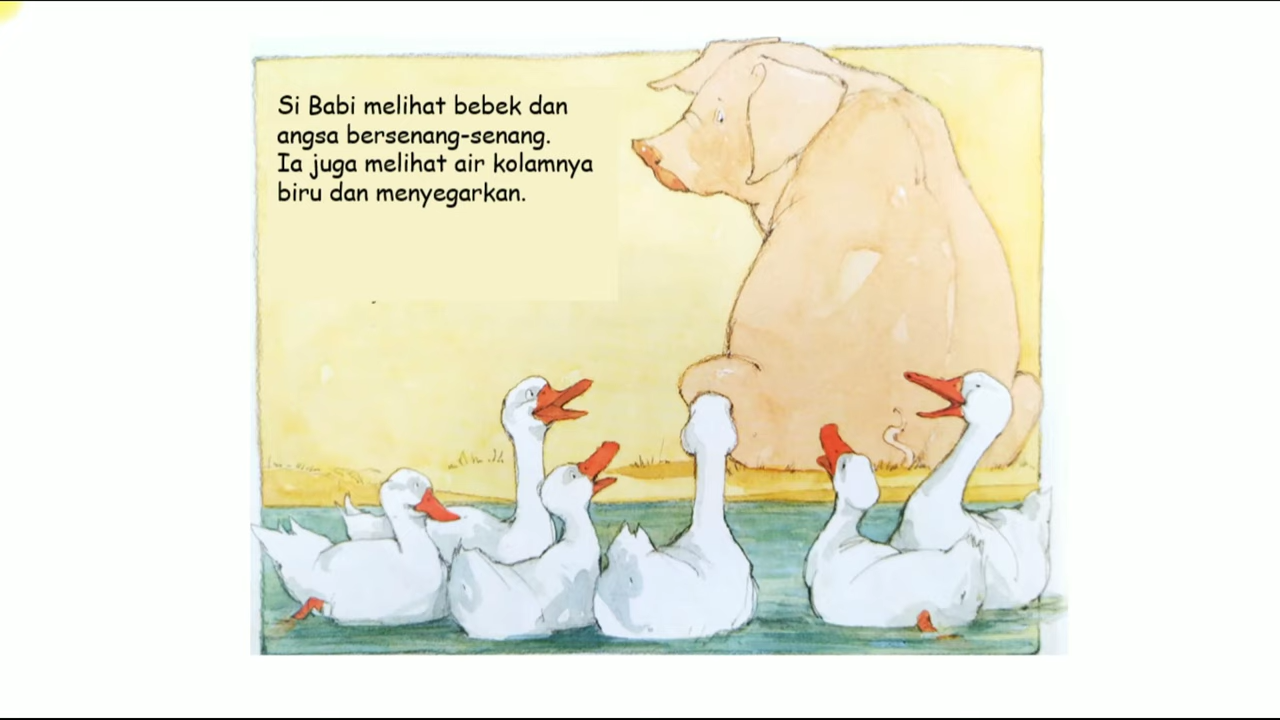 Si Babi melihat bebek dan
angsa bersenang-senang.
Ia juga melihat air kolamnya
biru dan menyegarkan.